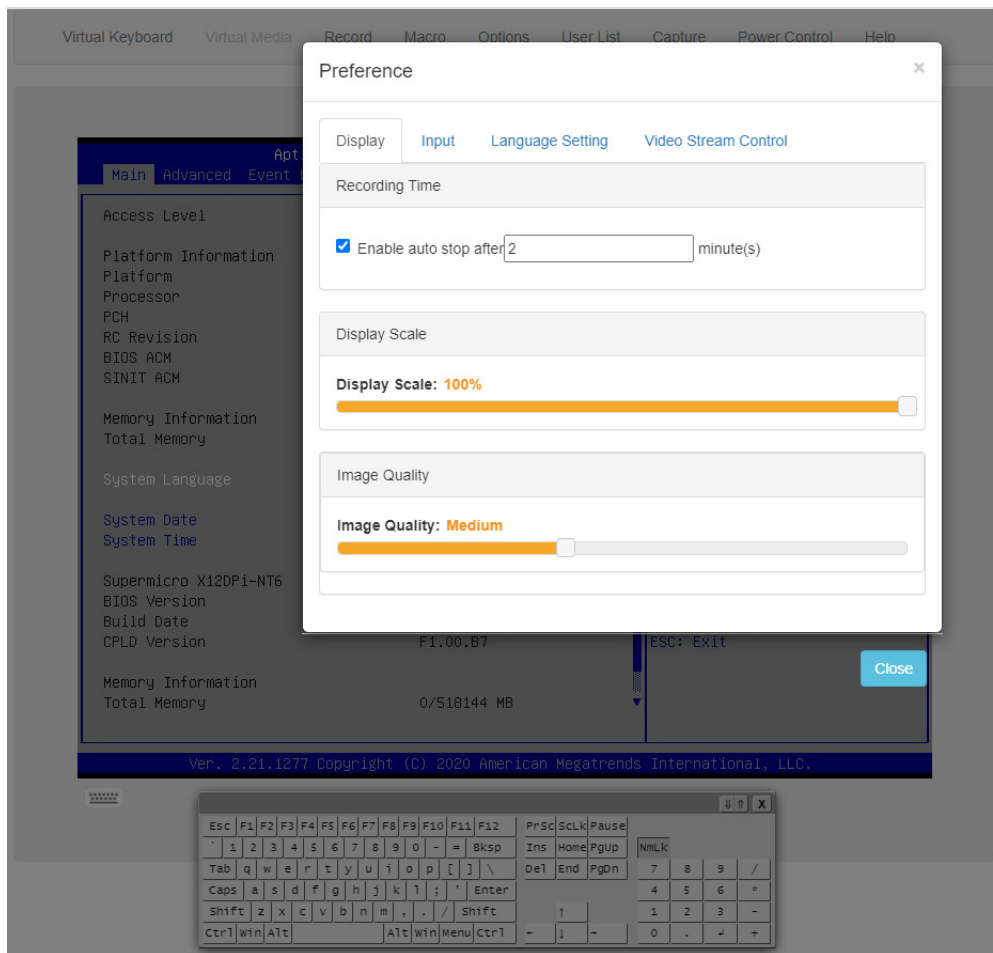 Virtual Keyboard Virtual Media Record Macro Options User List Capture Power Control Help
Preference ×
Display Input Language Setting Video Stream Control
Recording Time
Enable auto stop after 2 minute(s)
Display Scale
Display Scale: 100%
Image Quality
Image Quality: Medium
Close
Apt
Main Advanced Event
Access Level
Platform Information
Platform
Processor
PCH
RC Revision
BIOS ACM
SINIT ACM
Memory Information
Total Memory
System Language
System Date
System Time
Supermicro X12DPi-NT6
BIOS Version
Build Date
CPLD Version F1.00.B7 ESC: Exit
Memory Information
Total Memory 0/518144 MB
Ver. 2.21.1277 Copyright (C) 2020 American Megatrends International, LLC.
⇓ ⇑ X
Esc F1 F2 F3 F4 F5 F6 F7 F8 F9 F10 F11 F12 PrSc ScLk Pause
` 1 2 3 4 5 6 7 8 9 0 - = Bksp Ins Home PgUp NmLk
Tab q w e r t y u i o p [ ] \ Del End PgDn 7 8 9 /
Caps a s d f g h j k l ; ' Enter 4 5 6 *
Shift z x c v b n m , . / Shift ↑ 1 2 3 -
Ctrl Win Alt Alt Win Menu Ctrl ← ↓ → 0 . ↵ +